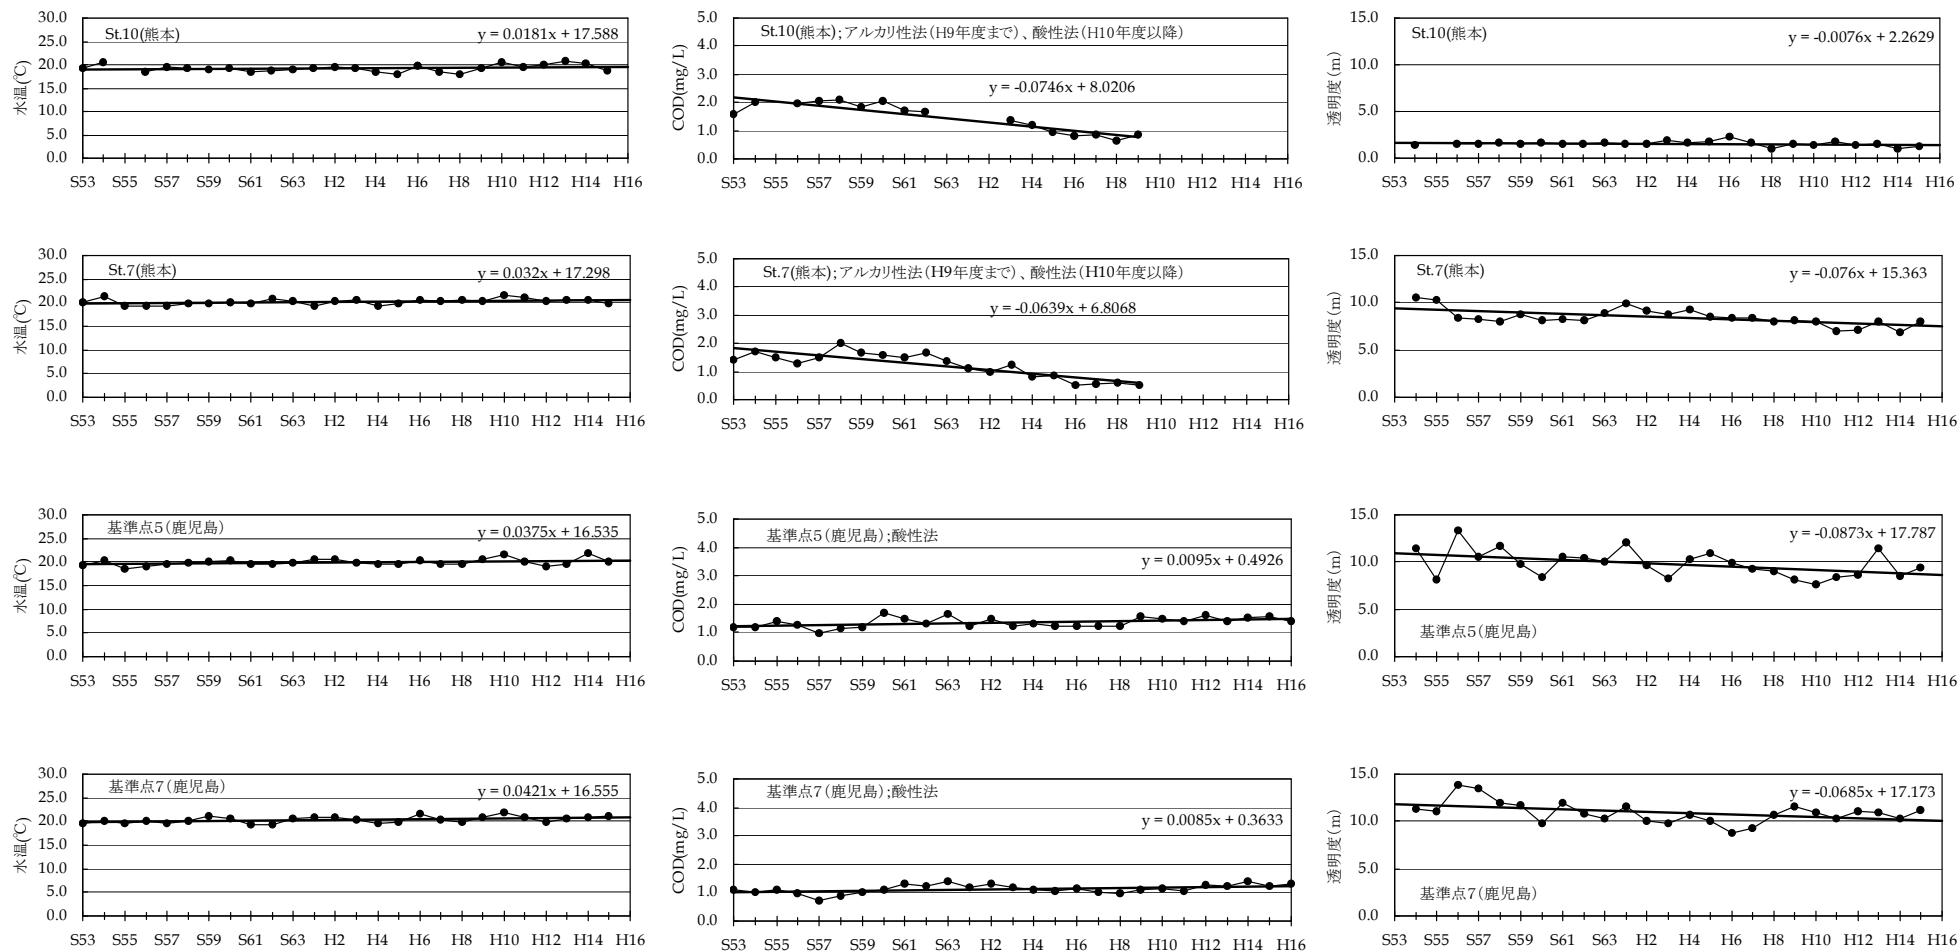 30.0
25.0
20.0
15.0
10.0
5.0
0.0
水温(℃)
St.10(熊本)
y = 0.0181x + 17.588
S53 S55 S57 S59 S61 S63 H2 H4 H6 H8 H10 H12 H14 H16
5.0
4.0
3.0
2.0
1.0
0.0
COD(mg/L)
St.10(熊本);アルカリ性法(H9年度まで)、酸性法(H10年度以降)
y = -0.0746x + 8.0206
S53 S55 S57 S59 S61 S63 H2 H4 H6 H8 H10 H12 H14 H16
15.0
10.0
5.0
0.0
透明度(m)
St.10(熊本)
y = -0.0076x + 2.2629
S53 S55 S57 S59 S61 S63 H2 H4 H6 H8 H10 H12 H14 H16
30.0
25.0
20.0
15.0
10.0
5.0
0.0
水温(℃)
St.7(熊本)
y = 0.032x + 17.298
S53 S55 S57 S59 S61 S63 H2 H4 H6 H8 H10 H12 H14 H16
5.0
4.0
3.0
2.0
1.0
0.0
COD(mg/L)
St.7(熊本);アルカリ性法(H9年度まで)、酸性法(H10年度以降)
y = -0.0639x + 6.8068
S53 S55 S57 S59 S61 S63 H2 H4 H6 H8 H10 H12 H14 H16
15.0
10.0
5.0
0.0
透明度(m)
St.7(熊本)
y = -0.076x + 15.363
S53 S55 S57 S59 S61 S63 H2 H4 H6 H8 H10 H12 H14 H16
30.0
25.0
20.0
15.0
10.0
5.0
0.0
水温(℃)
基準点5(鹿児島)
y = 0.0375x + 16.535
S53 S55 S57 S59 S61 S63 H2 H4 H6 H8 H10 H12 H14 H16
5.0
4.0
3.0
2.0
1.0
0.0
COD(mg/L)
基準点5(鹿児島);酸性法
y = 0.0095x + 0.4926
S53 S55 S57 S59 S61 S63 H2 H4 H6 H8 H10 H12 H14 H16
15.0
10.0
5.0
0.0
透明度(m)
y = -0.0873x + 17.787
基準点5(鹿児島)
S53 S55 S57 S59 S61 S63 H2 H4 H6 H8 H10 H12 H14 H16
30.0
25.0
20.0
15.0
10.0
5.0
0.0
水温(℃)
基準点7(鹿児島)
y = 0.0421x + 16.555
S53 S55 S57 S59 S61 S63 H2 H4 H6 H8 H10 H12 H14 H16
5.0
4.0
3.0
2.0
1.0
0.0
COD(mg/L)
基準点7(鹿児島);酸性法
y = 0.0085x + 0.3633
S53 S55 S57 S59 S61 S63 H2 H4 H6 H8 H10 H12 H14 H16
15.0
10.0
5.0
0.0
透明度(m)
y = -0.0685x + 17.173
基準点7(鹿児島)
S53 S55 S57 S59 S61 S63 H2 H4 H6 H8 H10 H12 H14 H16